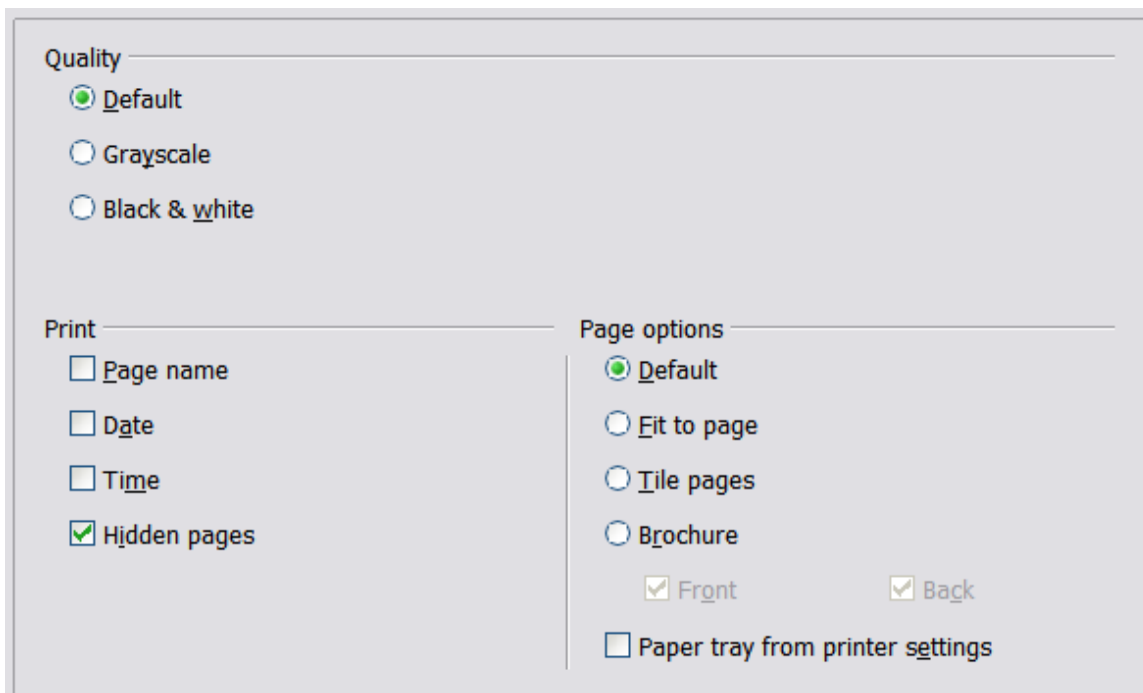 Quality
Default
Grayscale
Black & white
Print
Page name
Date
Time
Hidden pages
Page options
Default
Fit to page
Tile pages
Brochure
Front Back
Paper tray from printer settings